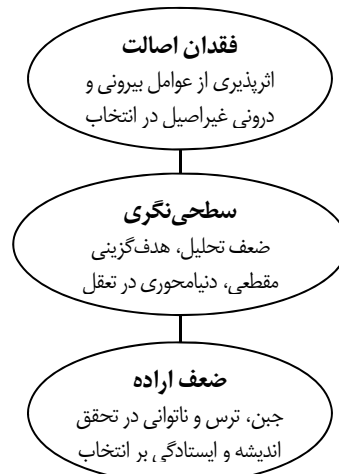 فقدان اصالت
اثرپذیری از عوامل بیرونی و
درونی غیراصیل در انتخاب
سطحی‌نگری
ضعف تحلیل، هدف‌گزینی
مقطعی، دنیامحوری در تعقل
ضعف اراده
جبن، ترس و ناتوانی در تحقق
اندیشه و ایستادگی بر انتخاب